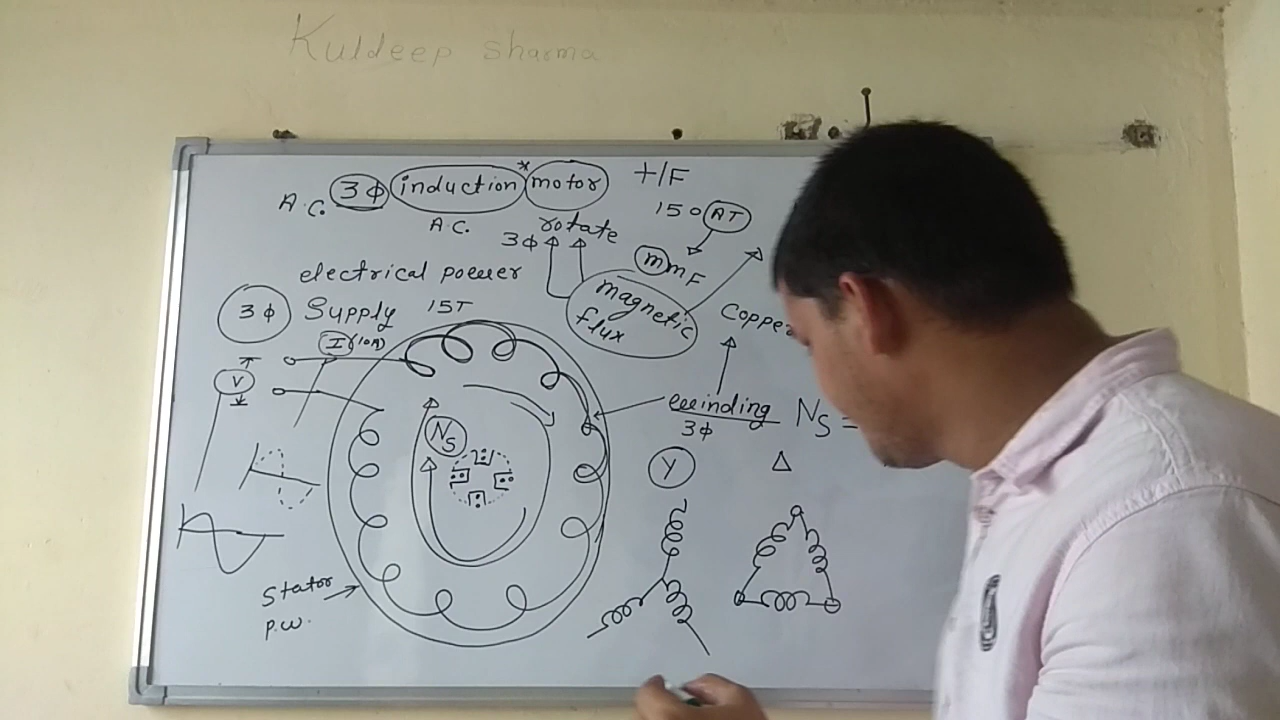 Kuldeep sharma
A.C. 3Φ induction * motor
+/F
A.C.
rotate
3Φ
150 AT
mmF
magnetic
flux
electrical power
3Φ Supply 15T
I (10A)
V
Copper
winding
3Φ
NS =
NS
Y Δ
Stator
P.W.